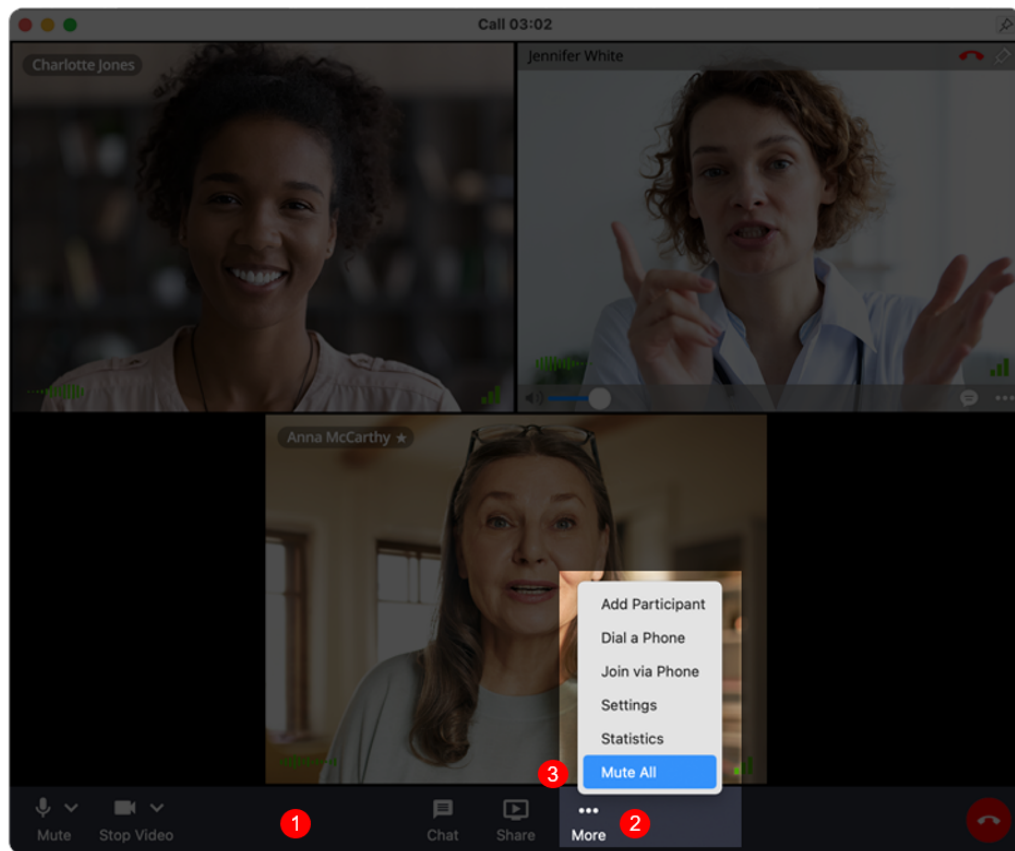 Call 03:02
Charlotte Jones
Jennifer White
Anna McCarthy ★
Add Participant
Dial a Phone
Join via Phone
Settings
Statistics
3 Mute All
Mute
Stop Video
1
Chat
Share
More
2